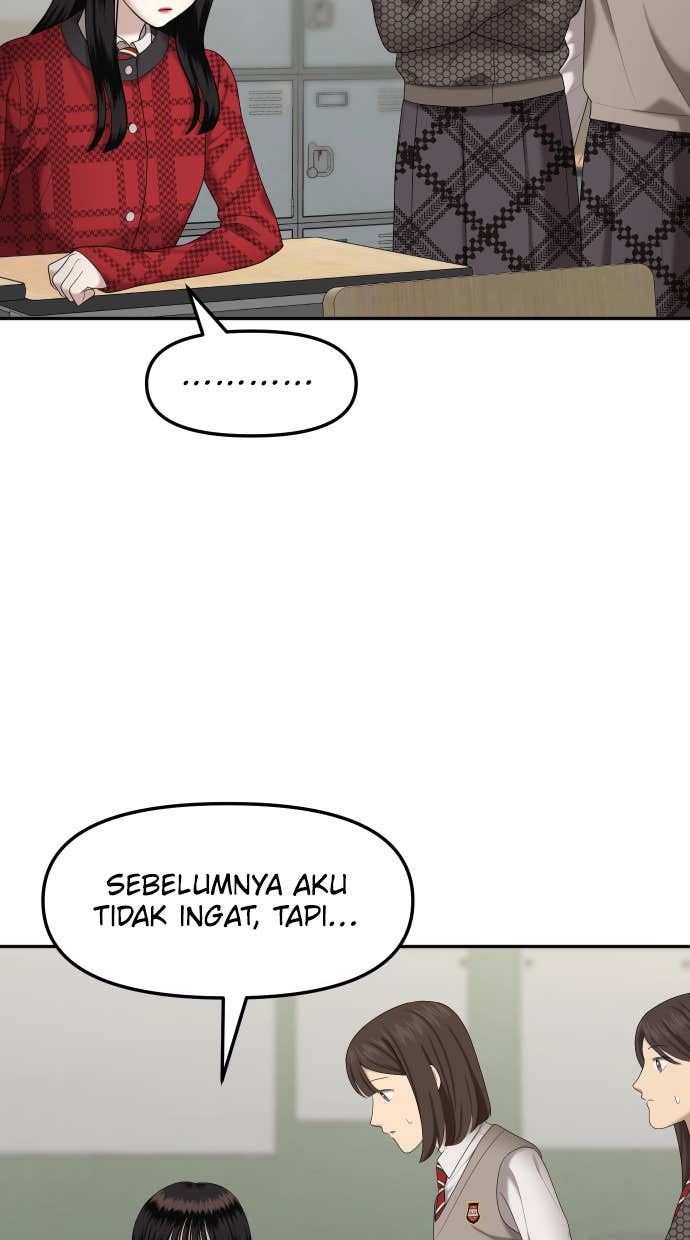 ............
SEBELUMNYA AKU
TIDAK INGAT, TAPI...